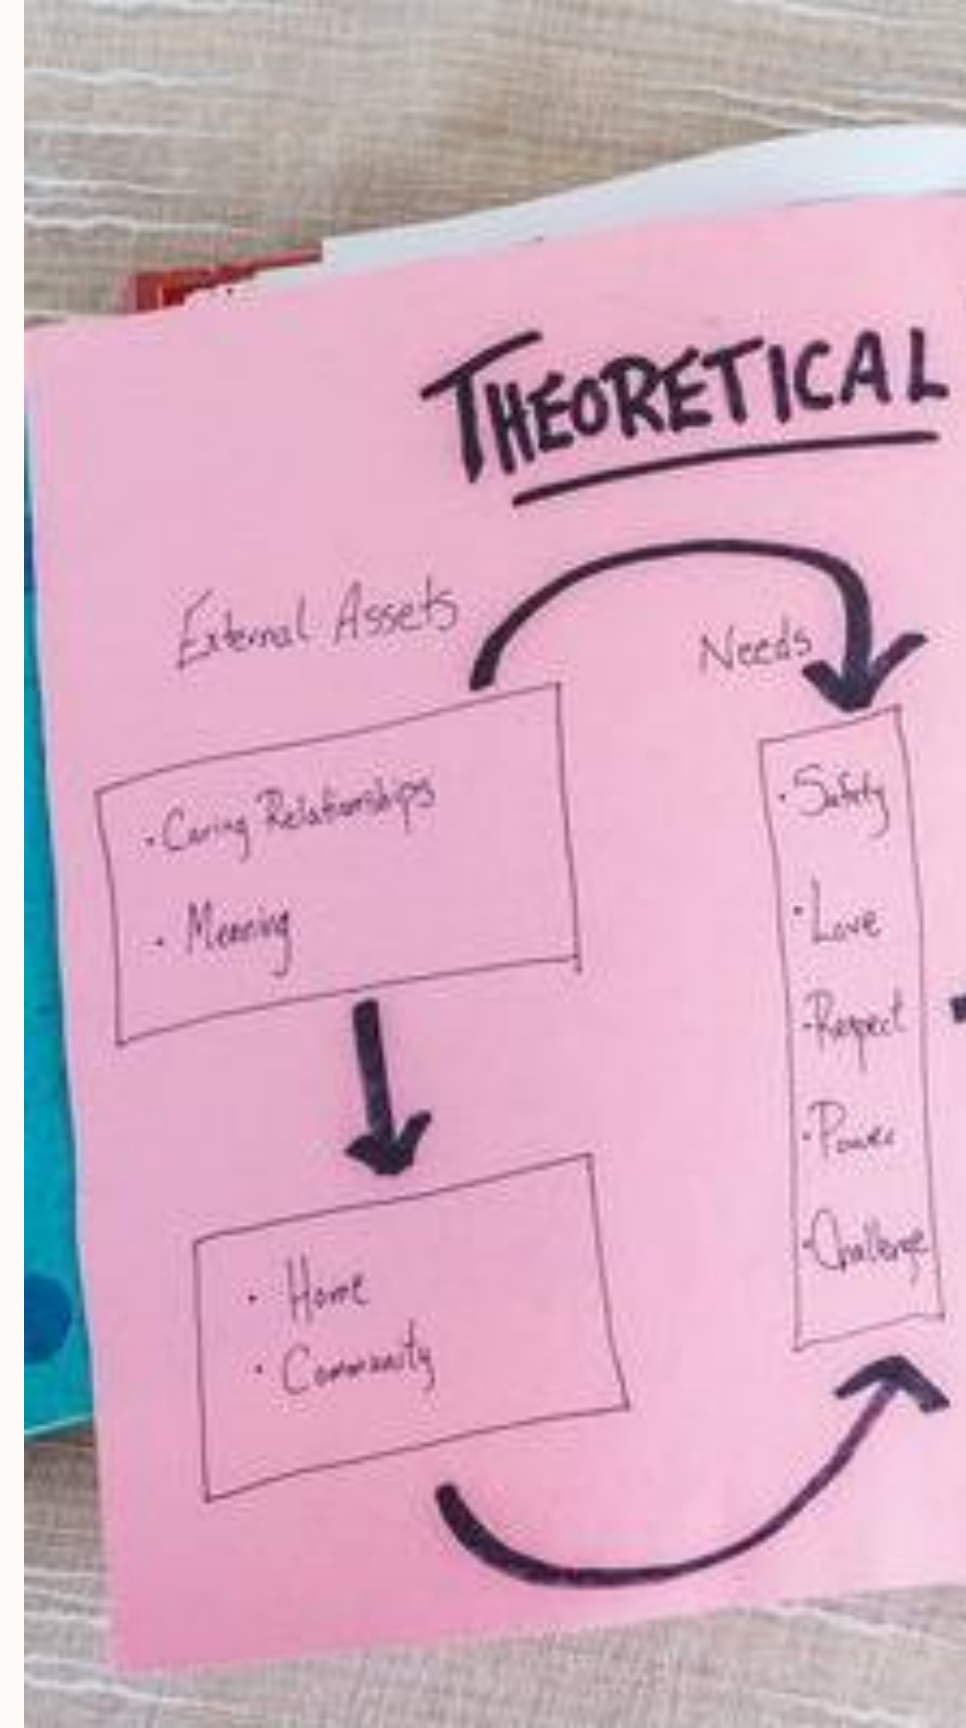 THEORETICAL
External Assets
· Caring Relationships
· Meaning
· Home
· Community
Needs
· Safety
· Love
· Respect
· Power
· Challenge